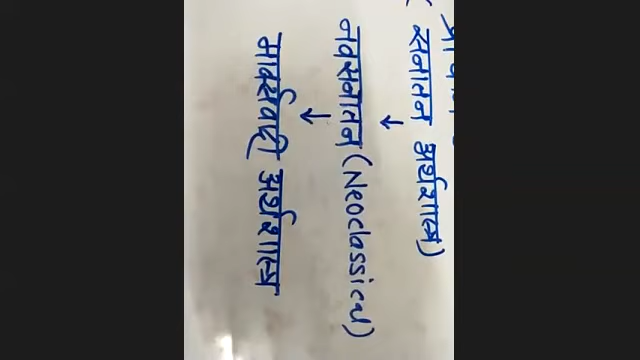 सनातन अर्थशास्त्र)
↓
नवसनातन (Neoclassical)
↓
मार्क्सवादी अर्थशास्त्र